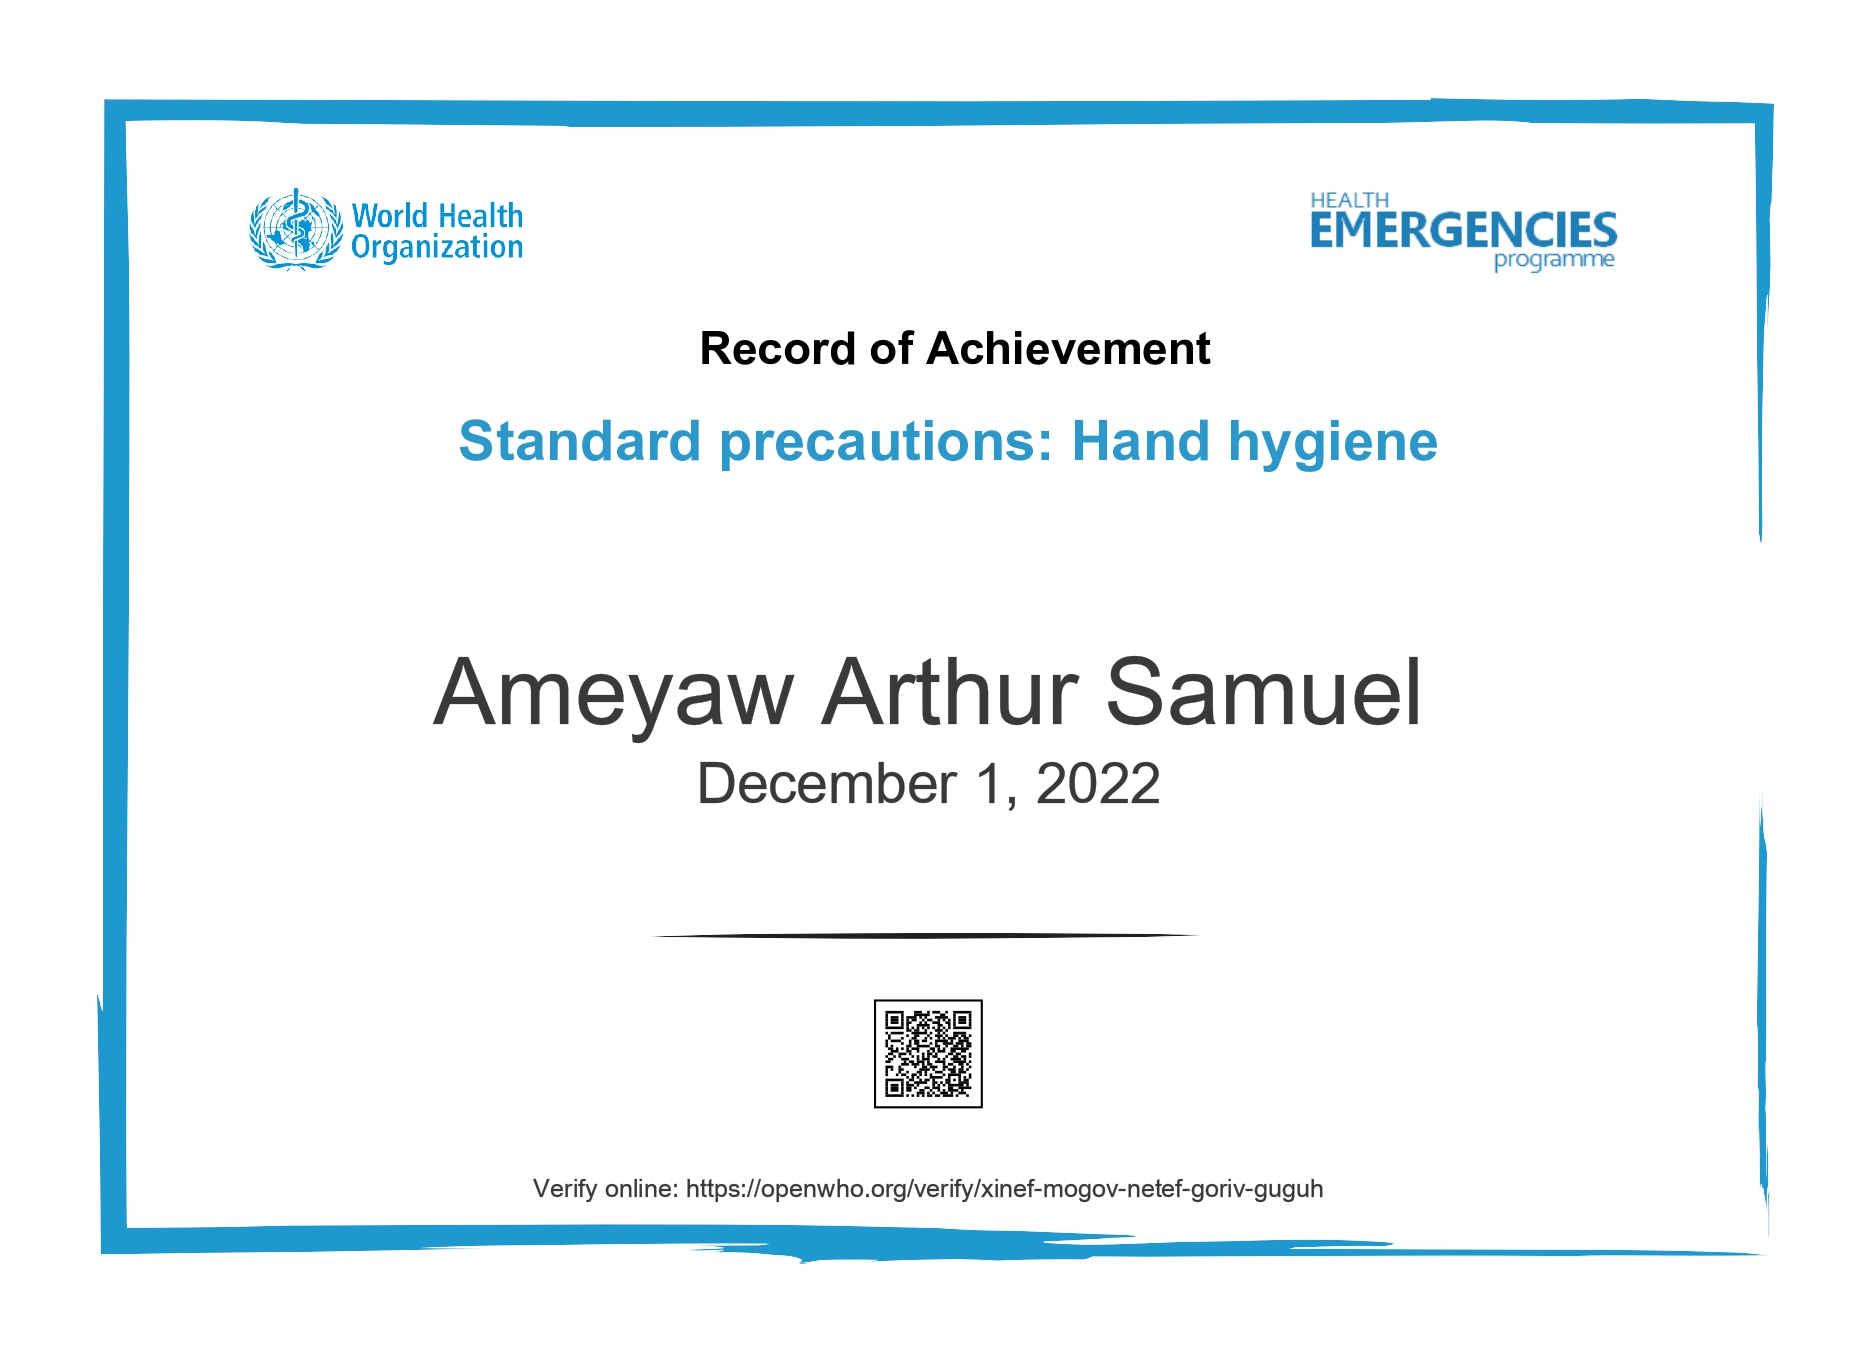 World Health
Organization
HEALTH
EMERGENCIES
programme
Record of Achievement
Standard precautions: Hand hygiene
Ameyaw Arthur Samuel
December 1, 2022
Verify online: https://openwho.org/verify/xinef-mogov-netef-goriv-guguh